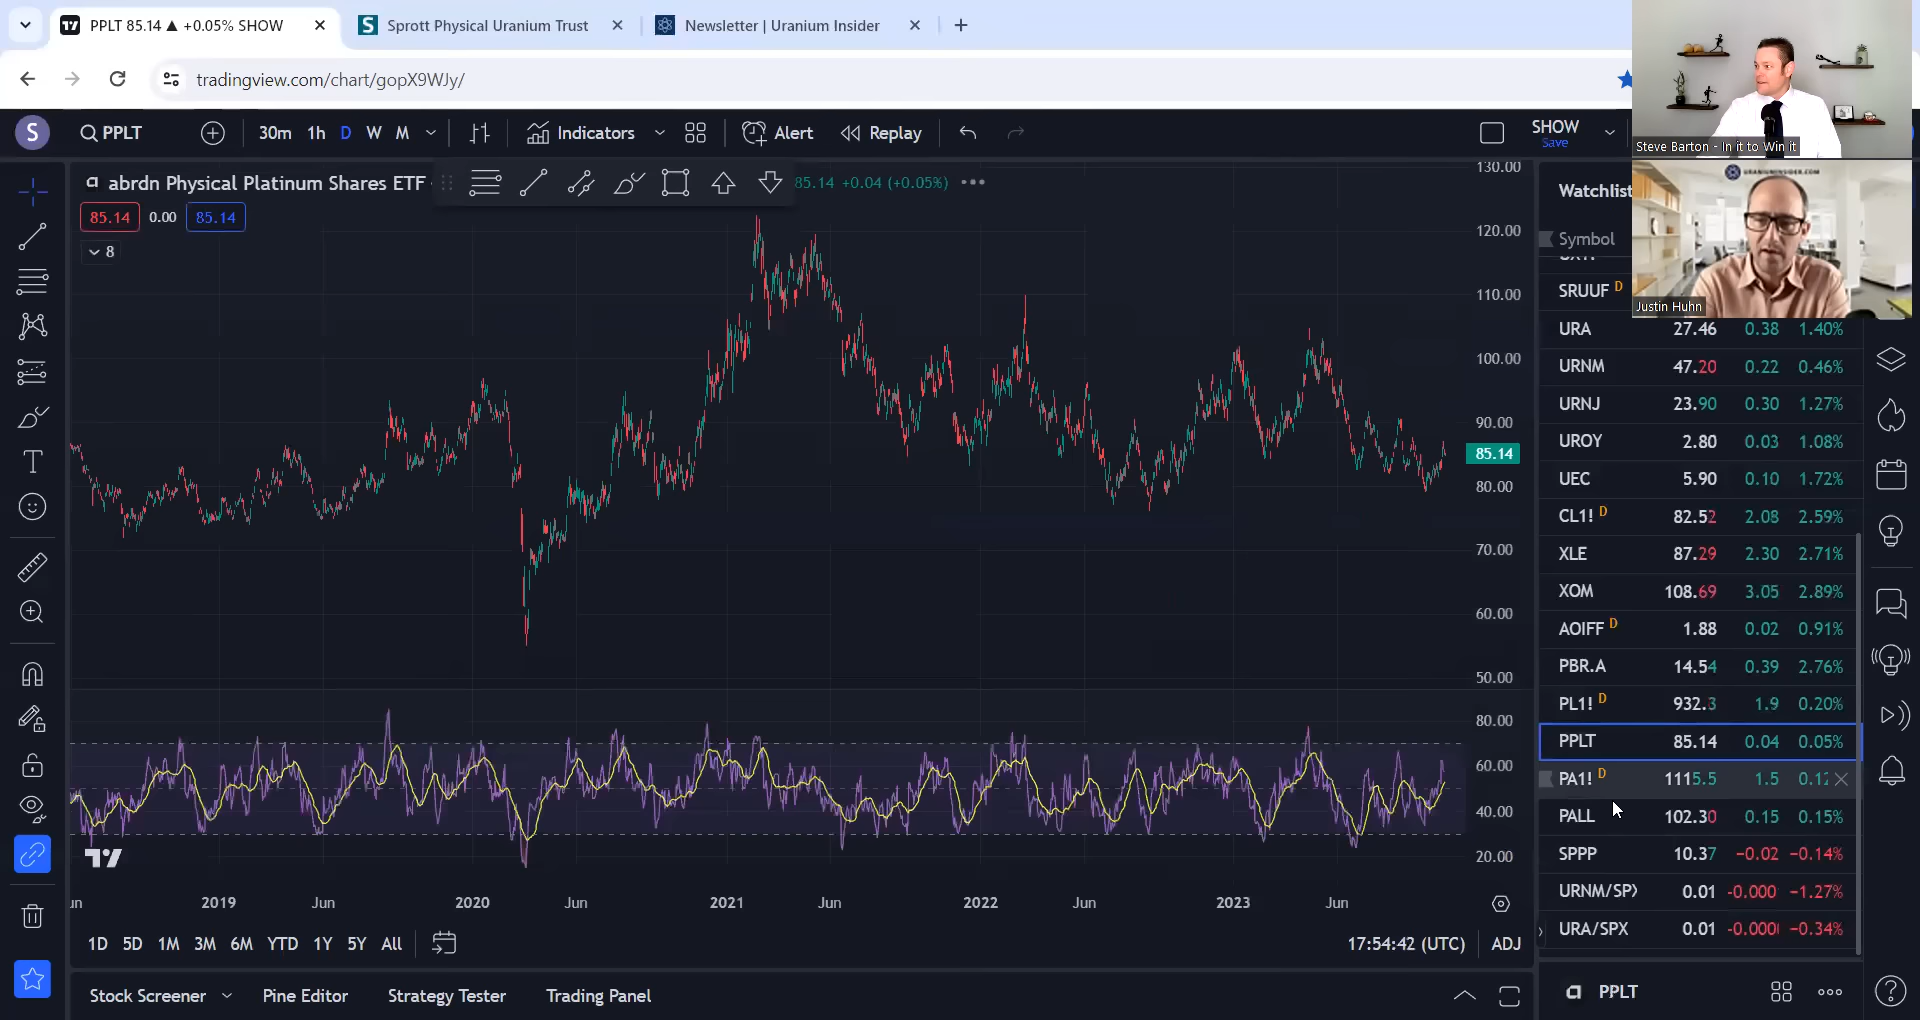 PPLT 85.14 ▲ +0.05% SHOW
Sprott Physical Uranium Trust
Newsletter | Uranium Insider
tradingview.com/chart/gopX9WJy/
S
PPLT
30m 1h D W M
Indicators
Alert
Replay
SHOW
Save
Steve Barton - In it to Win it
abrdn Physical Platinum Shares ETF
85.14 +0.04 (+0.05%)
85.14 0.00 85.14
8
130.00
120.00
110.00
100.00
90.00
85.14
80.00
70.00
60.00
50.00
80.00
60.00
40.00
20.00
2019 Jun 2020 Jun 2021 Jun 2022 Jun 2023 Jun
1D 5D 1M 3M 6M YTD 1Y 5Y All
17:54:42 (UTC) ADJ
Stock Screener Pine Editor Strategy Tester Trading Panel
URANIUMINSIDER.COM
Justin Huhn
Watchlist
Symbol
SRUUF D
URA 27.46 0.38 1.40%
URNM 47.20 0.22 0.46%
URNJ 23.90 0.30 1.27%
UROY 2.80 0.03 1.08%
UEC 5.90 0.10 1.72%
CL1! D 82.52 2.08 2.59%
XLE 87.29 2.30 2.71%
XOM 108.69 3.05 2.89%
AOIFF D 1.88 0.02 0.91%
PBR.A 14.54 0.39 2.76%
PL1! D 932.3 1.9 0.20%
PPLT 85.14 0.04 0.05%
PA1! D 1115.5 1.5 0.12
PALL 102.30 0.15 0.15%
SPPP 10.37 −0.02 −0.14%
URNM/SPX 0.01 -0.000 −1.27%
URA/SPX 0.01 -0.000 −0.34%
PPLT